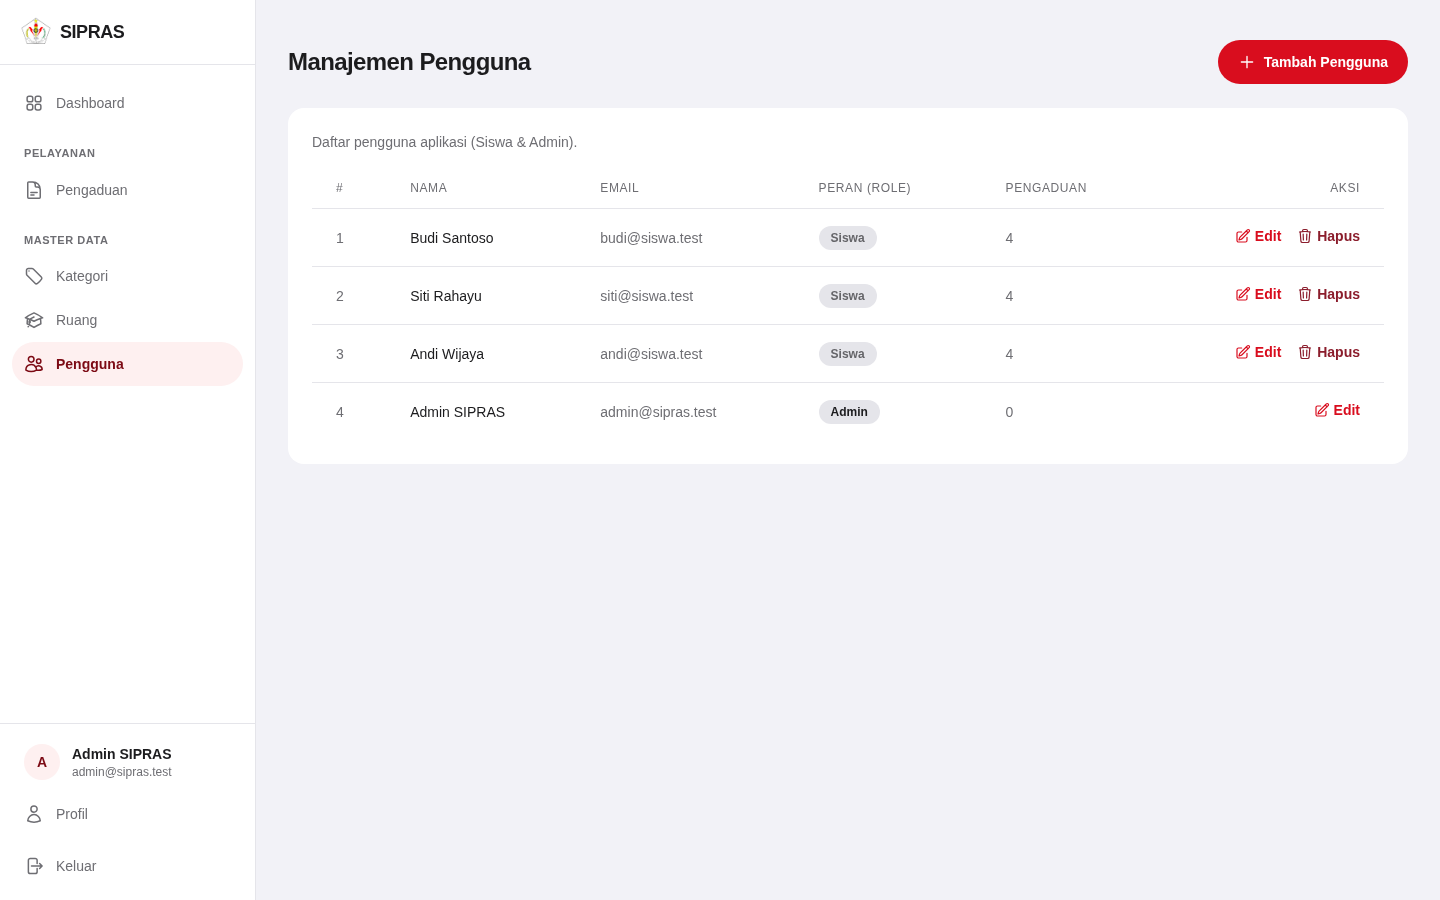 SIPRAS
Dashboard
PELAYANAN
Pengaduan
MASTER DATA
Kategori
Ruang
Pengguna
A
Admin SIPRAS
admin@sipras.test
Profil
Keluar
Manajemen Pengguna
Tambah Pengguna
Daftar pengguna aplikasi (Siswa & Admin).
# NAMA EMAIL PERAN (ROLE) PENGADUAN AKSI
1 Budi Santoso budi@siswa.test Siswa 4 Edit Hapus
2 Siti Rahayu siti@siswa.test Siswa 4 Edit Hapus
3 Andi Wijaya andi@siswa.test Siswa 4 Edit Hapus
4 Admin SIPRAS admin@sipras.test Admin 0 Edit